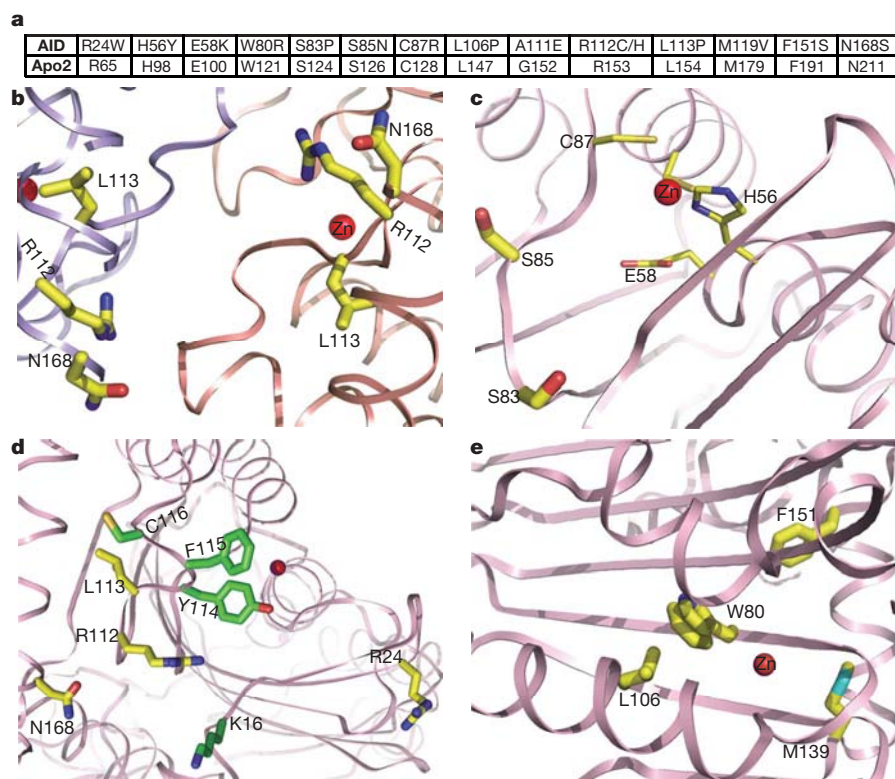 a
AID R24W H56Y E58K W80R S83P S85N C87R L106P A111E R112C/H L113P M119V F151S N168S
Apo2 R65 H98 E100 W121 S124 S126 C128 L147 G152 R153 L154 M179 F191 N211
b
N168
L113
R112
Zn
R112
L113
N168
c
C87
Zn
H56
S85
E58
S83
d
C116
F115
L113
Y114
R112
R24
N168
K16
e
F151
W80
Zn
L106
M139